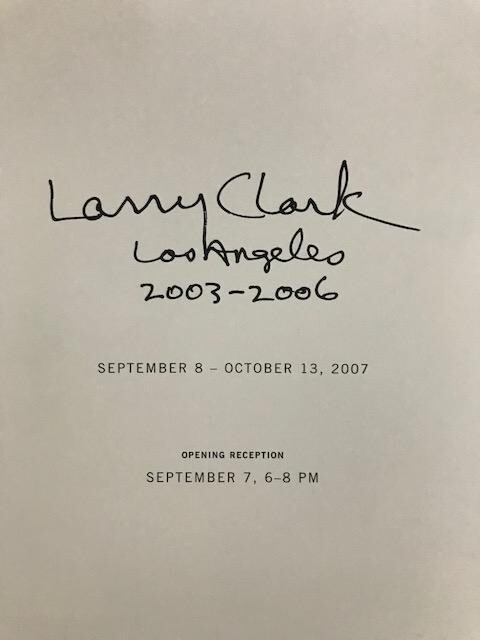 Larry Clark
Los Angeles
2003-2006
SEPTEMBER 8 – OCTOBER 13, 2007
OPENING RECEPTION
SEPTEMBER 7, 6–8 PM